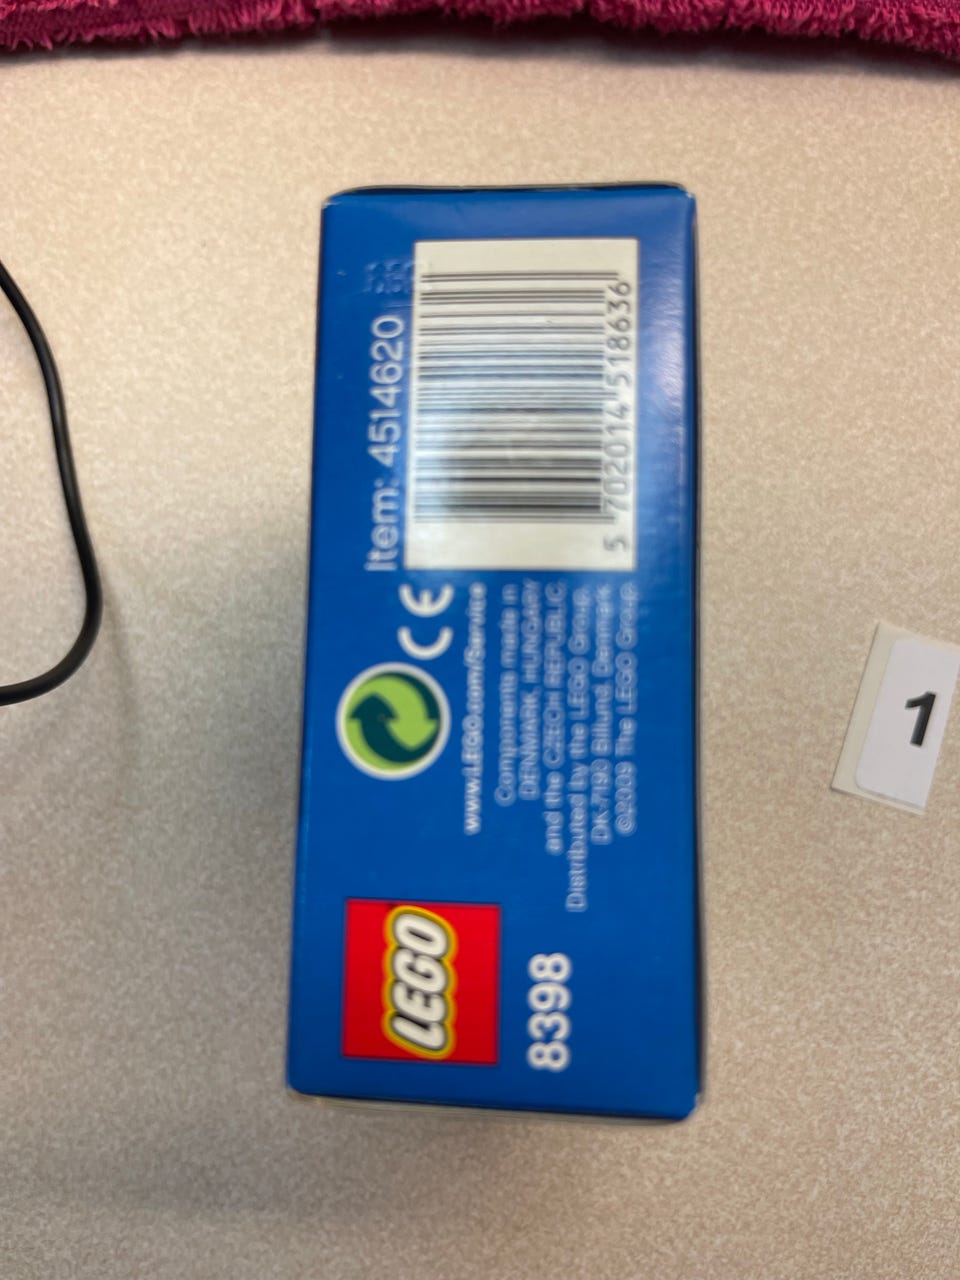 Item: 4514620
5 702014 518636
CE
www.LEGO.com/Service
Components made in
DENMARK, HUNGARY
and the CZECH REPUBLIC.
Distributed by the LEGO Group,
DK-7190 Billund, Denmark
©2009 The LEGO Group.
LEGO
8398
1